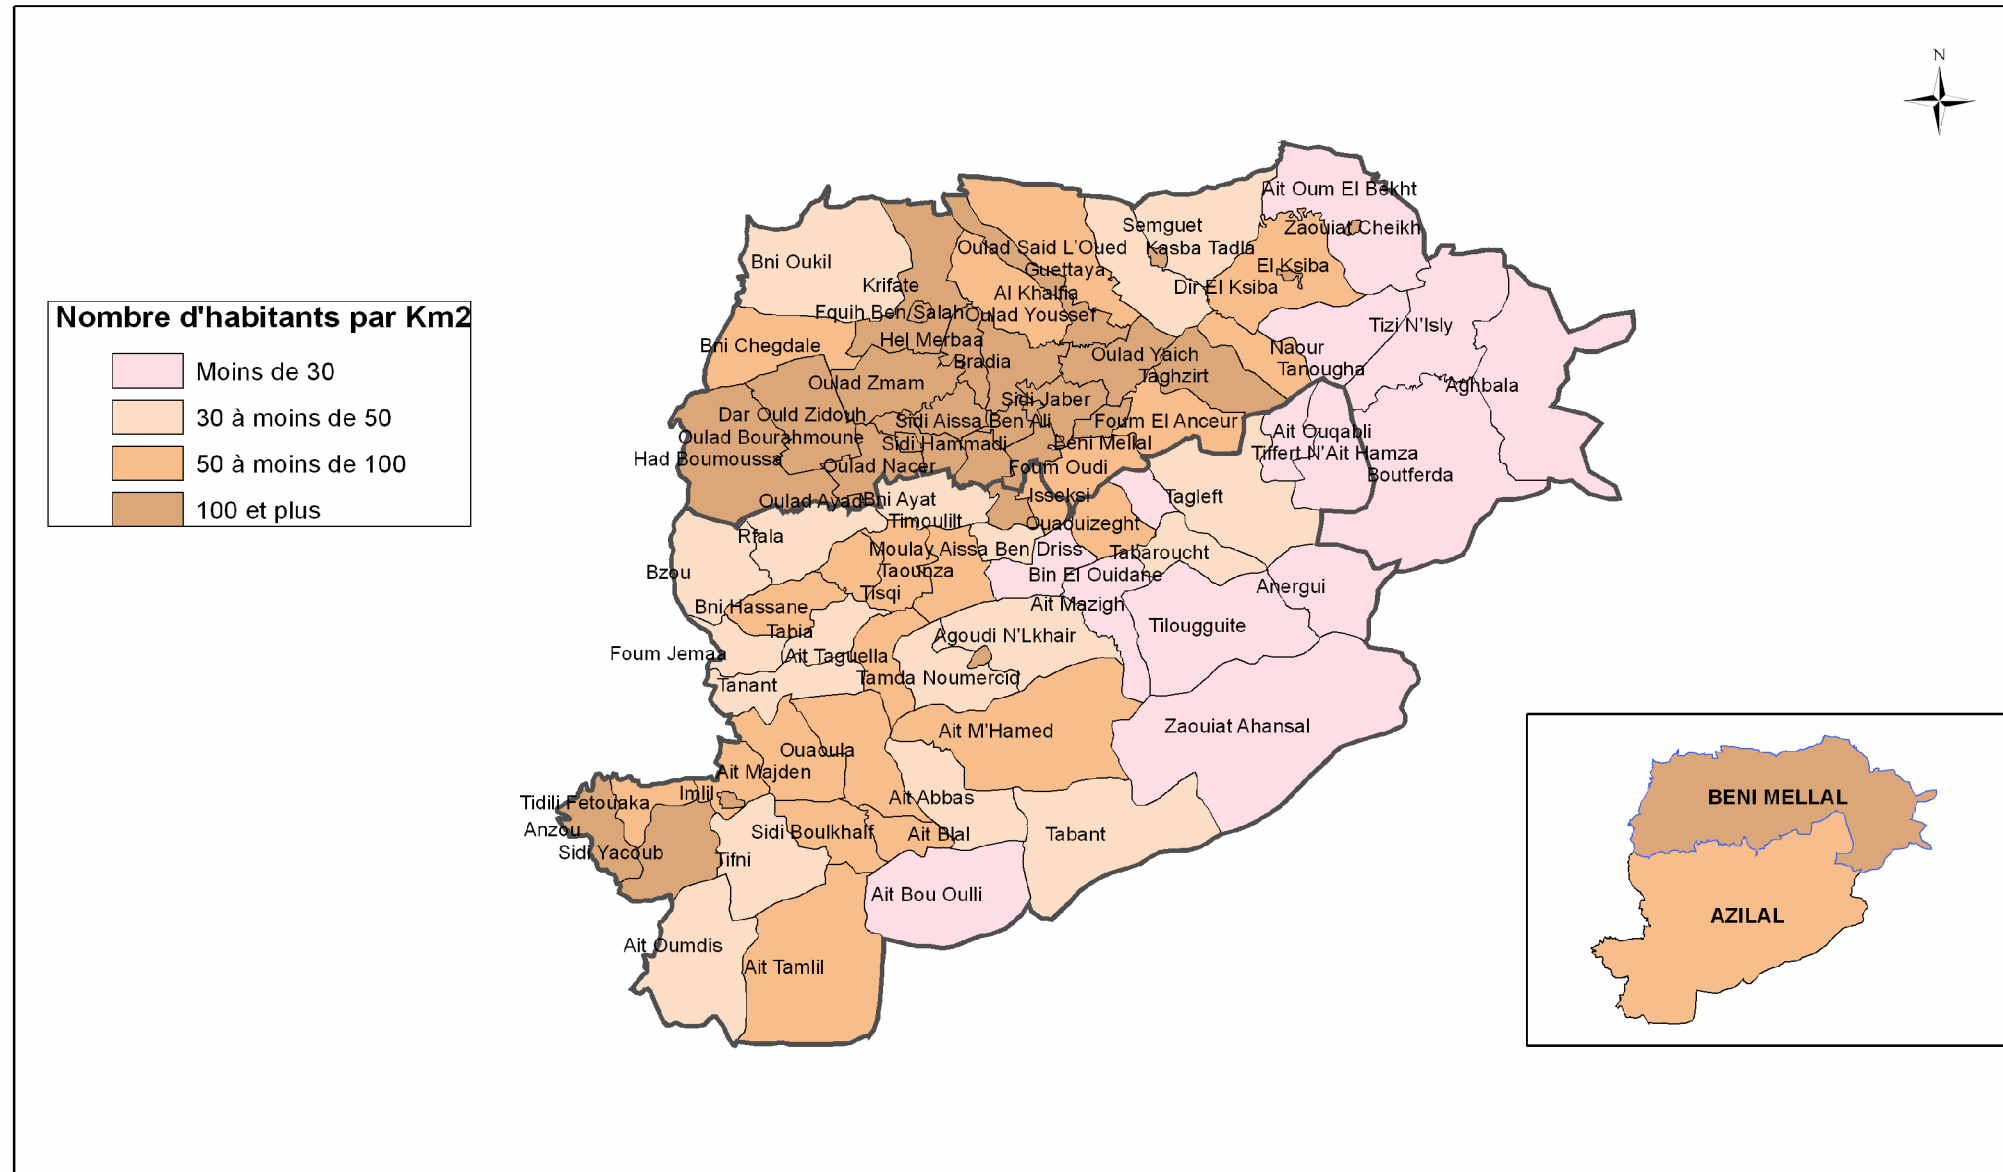 N
Ait Oum El Bekht
Semguet
Zaouiat Cheikh
Oulad Said L'Oued
Kasba Tadla
Bni Oukil
Guettaya
El Ksiba
Krifate
Al Khalfia
Dir El Ksiba
Fquih Ben Salah
Oulad Youssef
Nombre d'habitants par Km2
Tizi N'Isly
Bni Chegdale
Hel Merbaa
Naour
Bradia
Oulad Yaich
Tanougha
Moins de 30
Taghzirt
Oulad Zmam
Aghbala
Sidi Jaber
30 à moins de 50
Dar Ould Zidouh
Sidi Aissa Ben Ali
Foum El Anceur
Ait Ouqabli
Oulad Bourahmoune
Sidi Hammadi
Beni Mellal
Tiffert N'Ait Hamza
Had Boumoussa
Oulad Nacer
Foum Oudi
50 à moins de 100
Boutferda
Oulad Ayad
Bni Ayat
Isseksi
Tagleft
100 et plus
Timoulilt
Ouaouizeght
Rfala
Moulay Aissa Ben Driss
Tabaroucht
Bzou
Taounza
Bin El Ouidane
Anergui
Tisqi
Bni Hassane
Ait Mazigh
Tabia
Agoudi N'Lkhair
Tilougguite
Foum Jemaa
Ait Taguella
Tanant
Tamda Noumercid
Ait M'Hamed
Zaouiat Ahansal
Ouaoula
Ait Majden
Imlil
Ait Abbas
Tidili Fetouaka
BENI MELLAL
Anzou
Sidi Boulkhalf
Ait Blal
Tabant
Sidi Yacoub
Tifni
Ait Bou Oulli
AZILAL
Ait Oumdis
Ait Tamlil